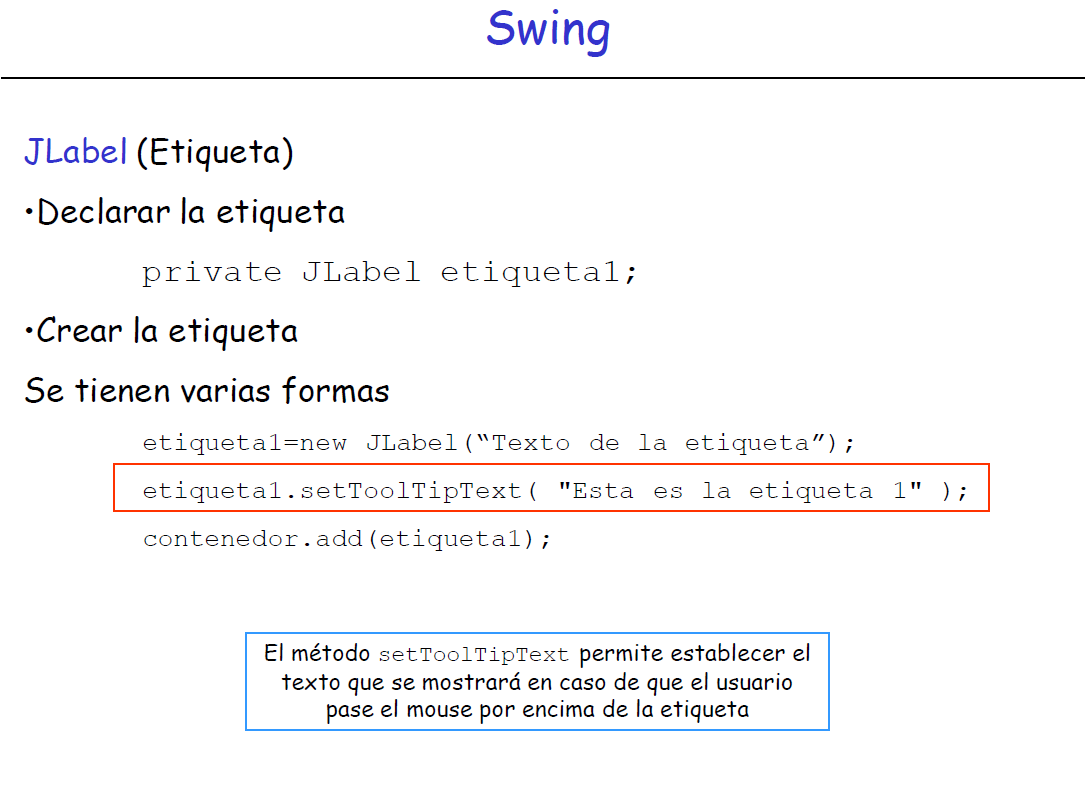 Swing
JLabel (Etiqueta)
•Declarar la etiqueta
private JLabel etiqueta1;
•Crear la etiqueta
Se tienen varias formas
etiqueta1=new JLabel(“Texto de la etiqueta”);
etiqueta1.setToolTipText( "Esta es la etiqueta 1" );
contenedor.add(etiqueta1);
El método setToolTipText permite establecer el
texto que se mostrará en caso de que el usuario
pase el mouse por encima de la etiqueta